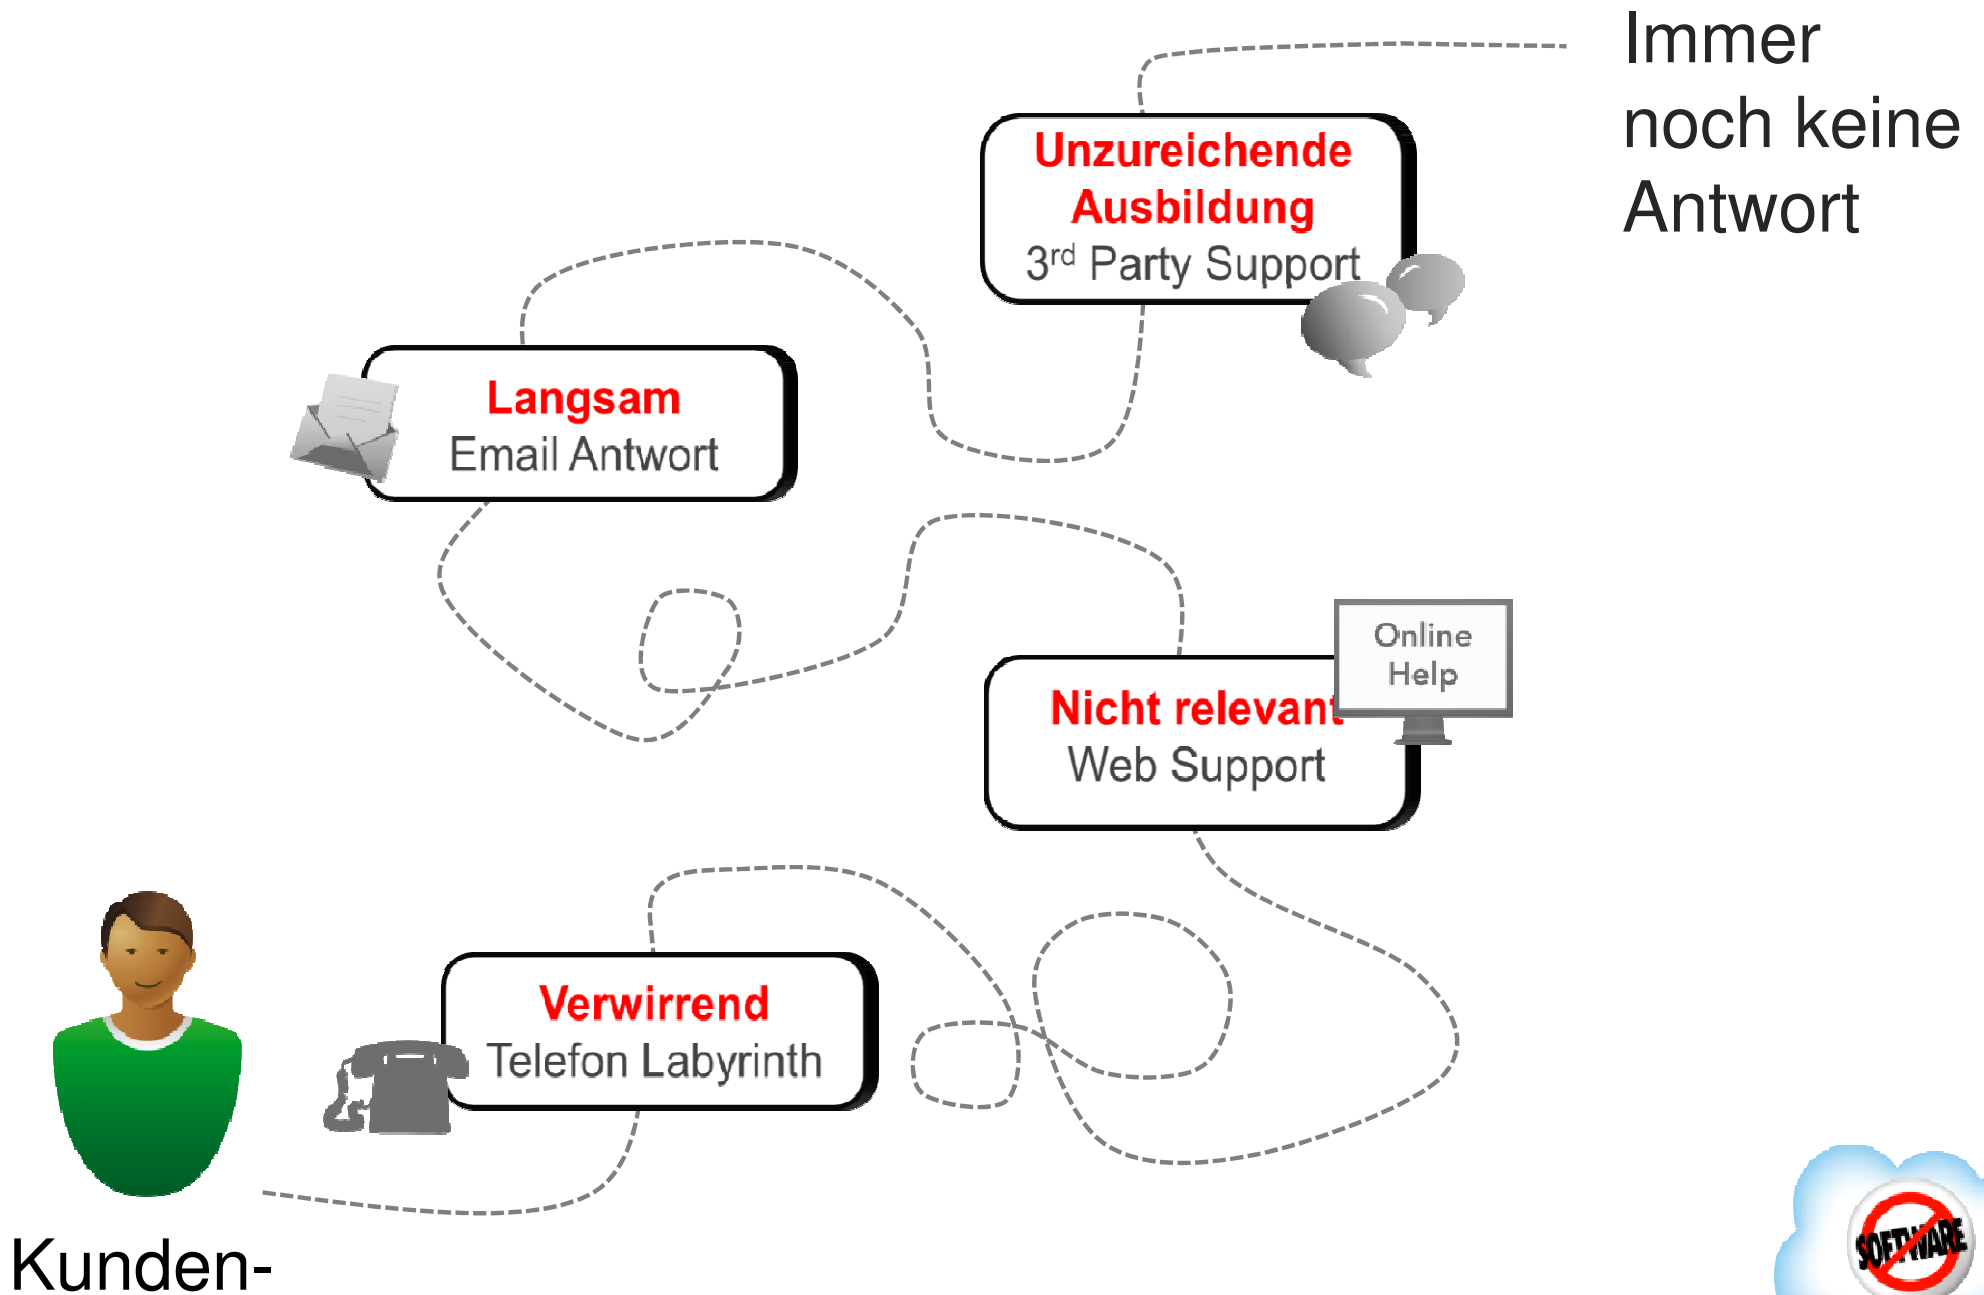 Immer
noch keine
Antwort
Unzureichende
Ausbildung
3rd Party Support
Langsam
Email Antwort
Online
Help
Nicht relevant
Web Support
Verwirrend
Telefon Labyrinth
Kunden-
SOFTWARE